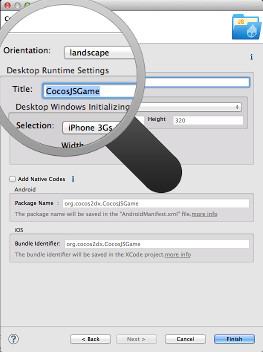 Orientation: landscape
Desktop Runtime Settings
Title: CocosJSGame
Desktop Windows Initializing
Selection: iPhone 3Gs
Width
Height 320
Add Native Codes
Android
Package Name : org.cocos2dx.CocosJSGame
The package name will be saved in the "AndroidManifest.xml" file.more info
iOS
Bundle Identifier: org.cocos2dx.CocosJSGame
The bundle identifier will be saved in the XCode project.more info
< Back Next > Cancel Finish